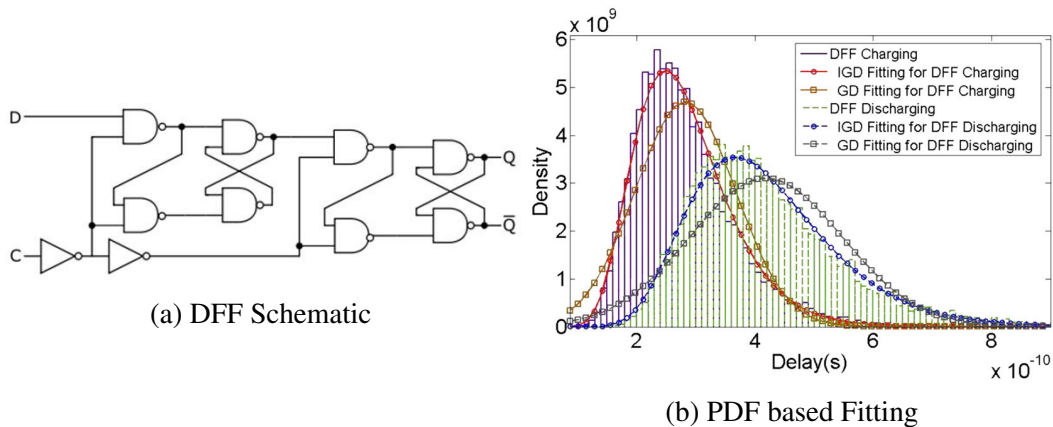 D
C
Q
Q̅
(a) DFF Schematic
× 10⁹
6
5
4
3
2
1
0
Density
DFF Charging
IGD Fitting for DFF Charging
GD Fitting for DFF Charging
DFF Discharging
IGD Fitting for DFF Discharging
GD Fitting for DFF Discharging
2 4 6 8
Delay(s)
× 10⁻¹⁰
(b) PDF based Fitting